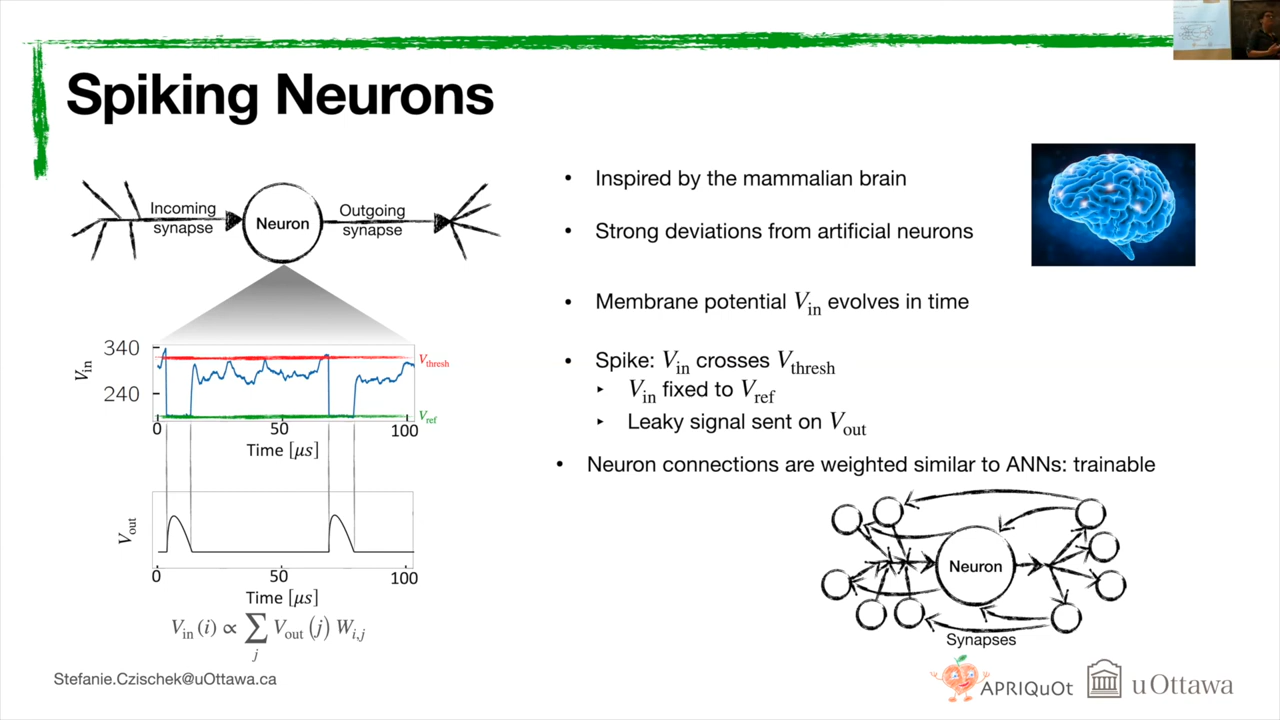 Spiking Neurons
Incoming
synapse
Neuron
Outgoing
synapse
V_in
340
240
V_thresh
V_ref
0
50
100
Time [μs]
V_out
0
50
100
Time [μs]
V_in (i) ∝ ∑_j V_out (j) W_i,j
• Inspired by the mammalian brain
• Strong deviations from artificial neurons
• Membrane potential V_in evolves in time
• Spike: V_in crosses V_thresh
‣ V_in fixed to V_ref
‣ Leaky signal sent on V_out
• Neuron connections are weighted similar to ANNs: trainable
Neuron
Synapses
Stefanie.Czischek@uOttawa.ca
APRIQuOt
uOttawa